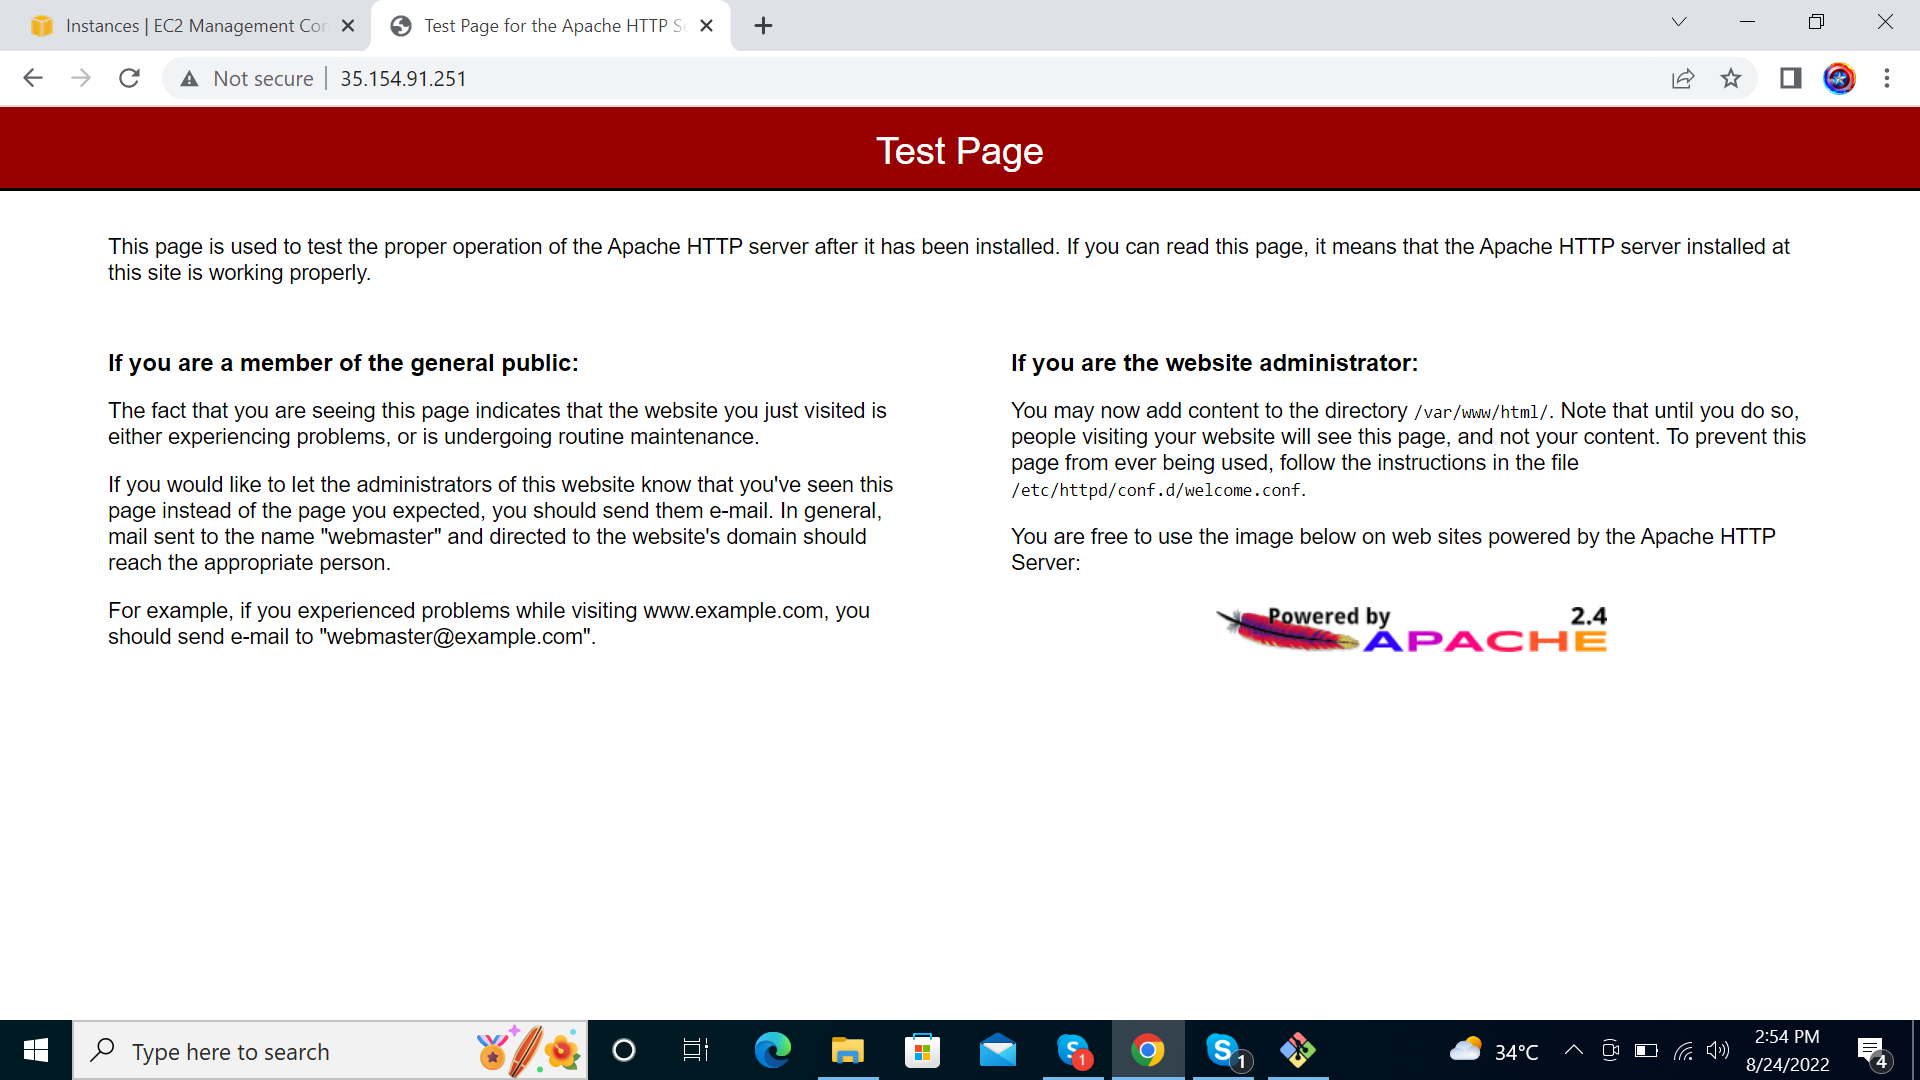 Instances | EC2 Management Con
Test Page for the Apache HTTP Se
Not secure
35.154.91.251
Test Page
This page is used to test the proper operation of the Apache HTTP server after it has been installed. If you can read this page, it means that the Apache HTTP server installed at
this site is working properly.
If you are a member of the general public:
The fact that you are seeing this page indicates that the website you just visited is
either experiencing problems, or is undergoing routine maintenance.
If you would like to let the administrators of this website know that you've seen this
page instead of the page you expected, you should send them e-mail. In general,
mail sent to the name "webmaster" and directed to the website's domain should
reach the appropriate person.
For example, if you experienced problems while visiting www.example.com, you
should send e-mail to "webmaster@example.com".
If you are the website administrator:
You may now add content to the directory /var/www/html/. Note that until you do so,
people visiting your website will see this page, and not your content. To prevent this
page from ever being used, follow the instructions in the file
/etc/httpd/conf.d/welcome.conf.
You are free to use the image below on web sites powered by the Apache HTTP
Server:
Powered by 2.4
APACHE
Type here to search
S 1
S 1
34°C
2:54 PM
8/24/2022
4